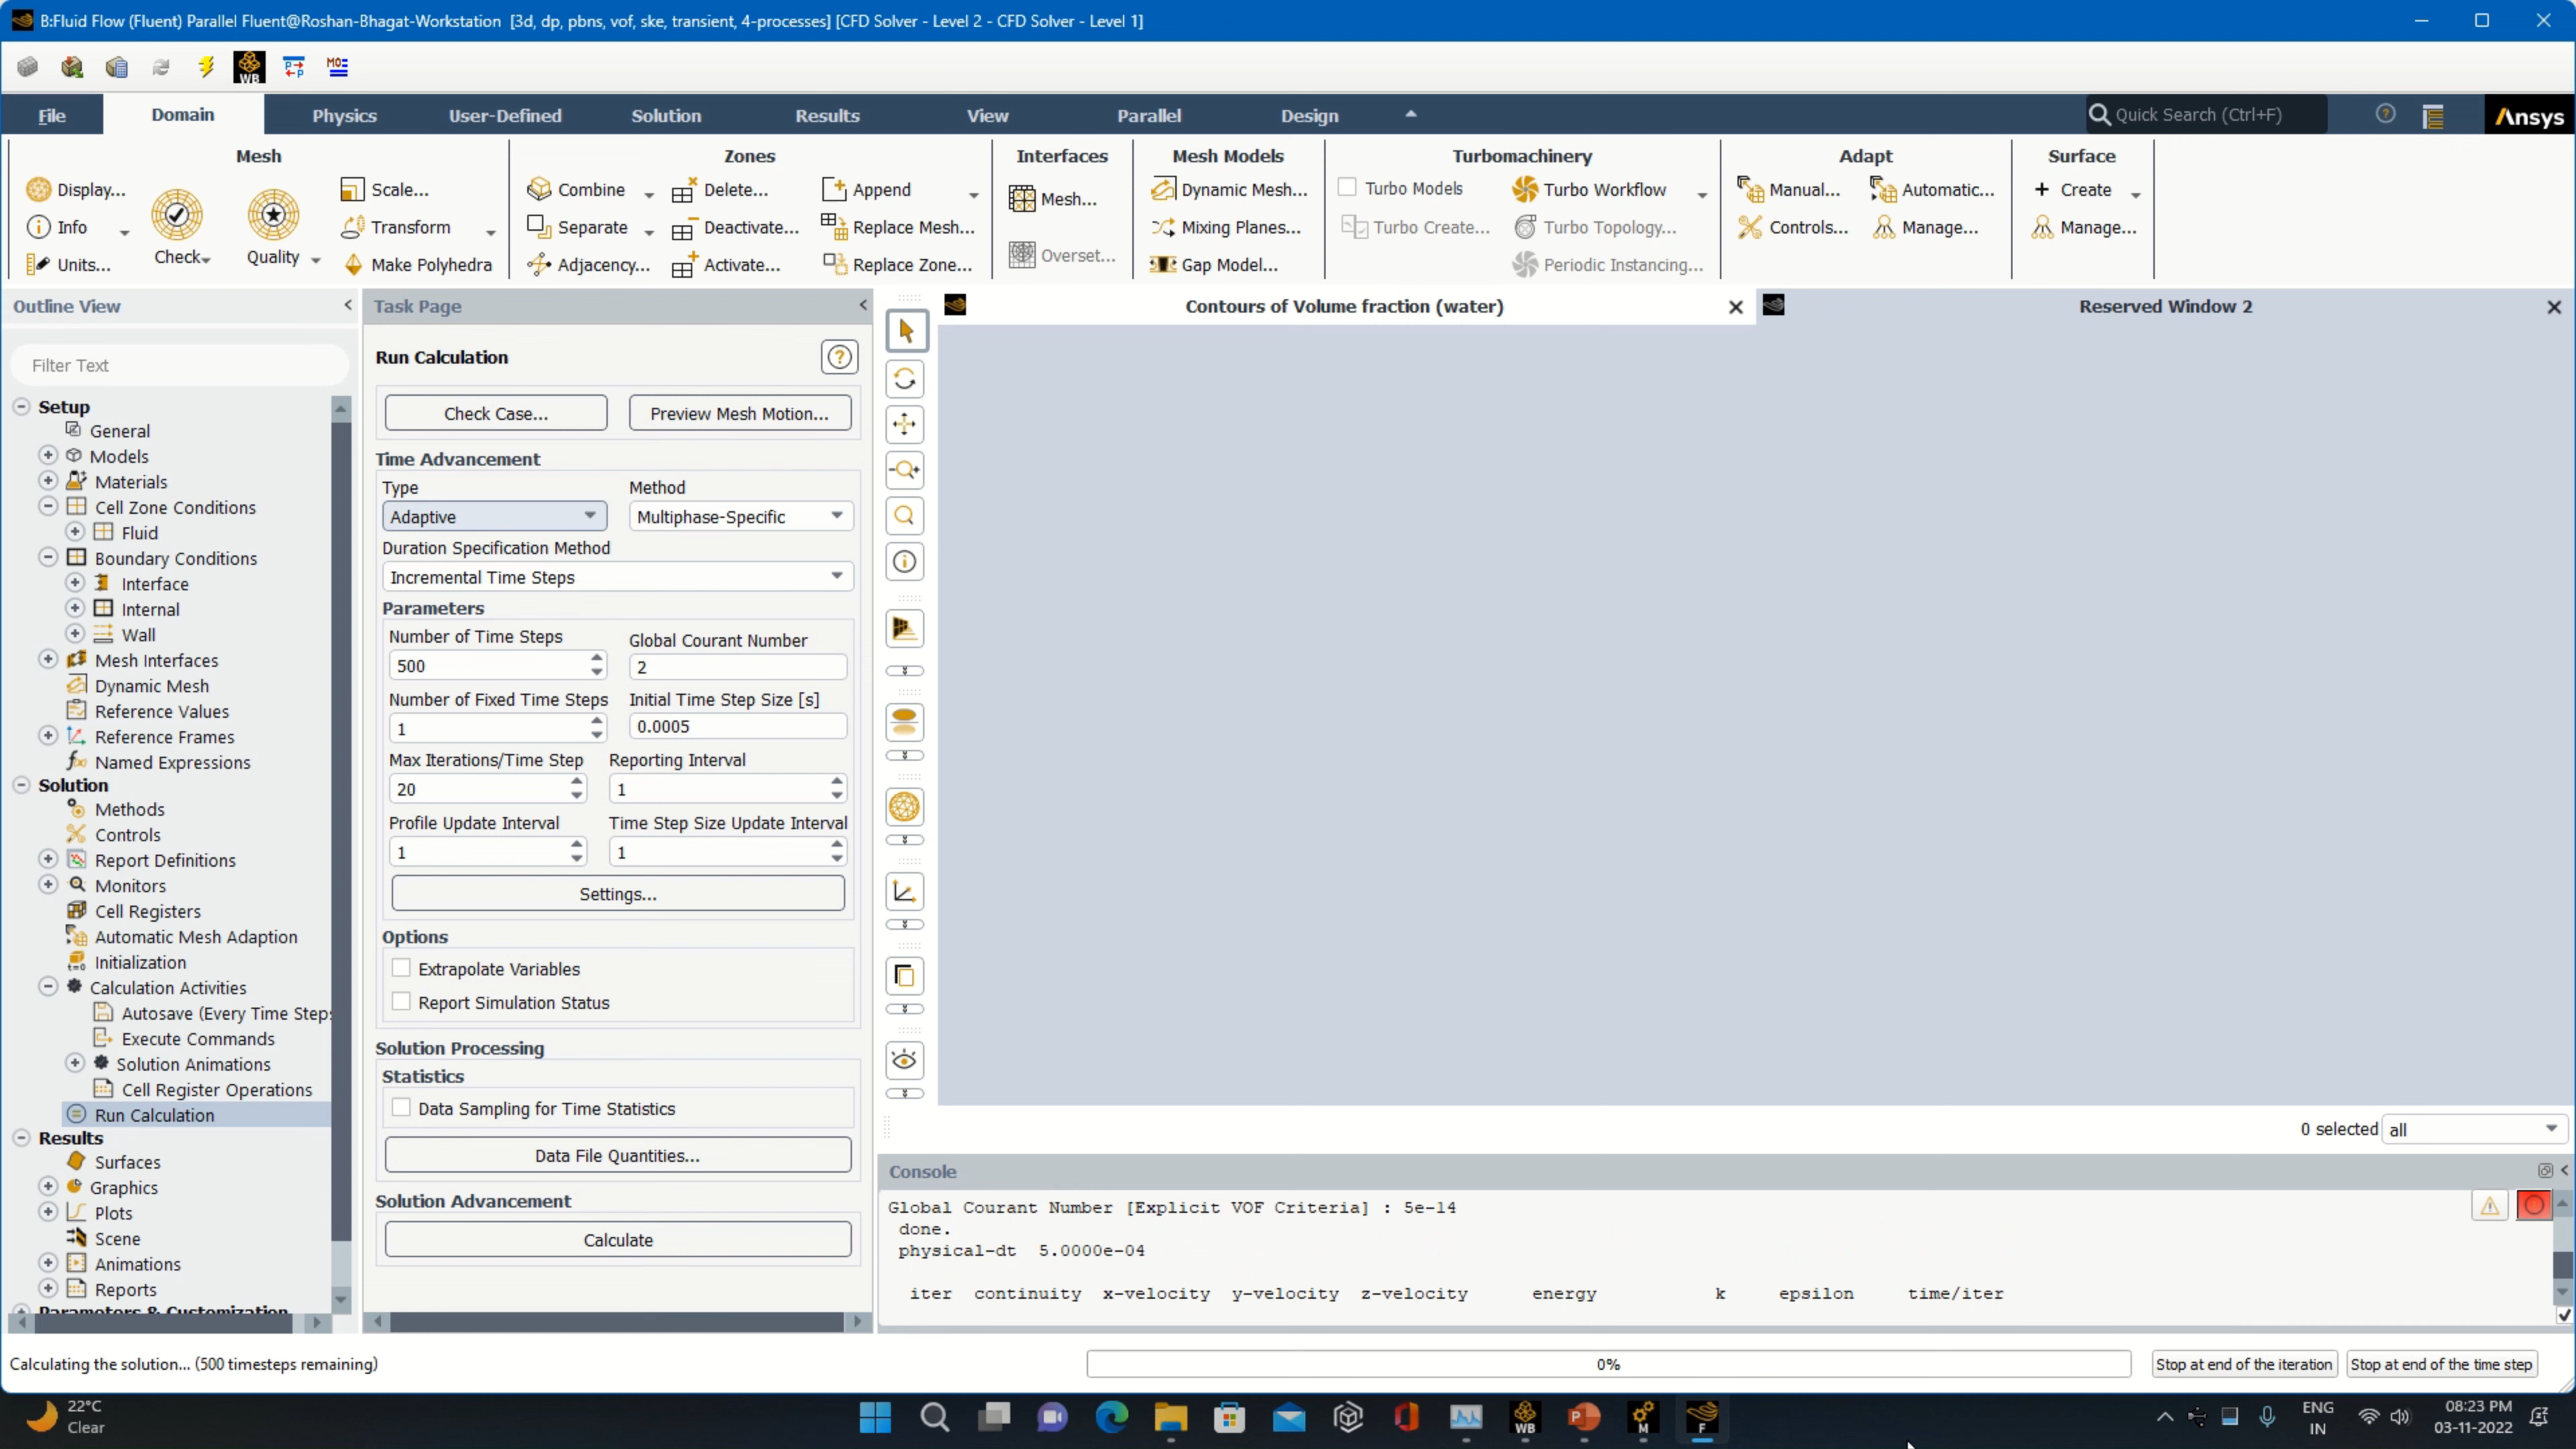 B:Fluid Flow (Fluent) Parallel Fluent@Roshan-Bhagat-Workstation [3d, dp, pbns, vof, ske, transient, 4-processes] [CFD Solver - Level 2 - CFD Solver - Level 1]
WB
File Domain Physics User-Defined Solution Results View Parallel Design Quick Search (Ctrl+F) Ansys
Mesh Zones Interfaces Mesh Models Turbomachinery Adapt Surface
Display... Scale... Combine Delete... Append Mesh... Dynamic Mesh... Turbo Models Turbo Workflow Manual... Automatic... + Create
Info Transform Separate Deactivate... Replace Mesh... Mixing Planes... Turbo Create... Turbo Topology... Controls... Manage... Manage...
Units... Check Quality Make Polyhedra Adjacency... Activate... Replace Zone... Overset... Gap Model... Periodic Instancing...
Outline View
Filter Text
Setup
General
Models
Materials
Cell Zone Conditions
Fluid
Boundary Conditions
Interface
Internal
Wall
Mesh Interfaces
Dynamic Mesh
Reference Values
Reference Frames
Named Expressions
Solution
Methods
Controls
Report Definitions
Monitors
Cell Registers
Automatic Mesh Adaption
Initialization
Calculation Activities
Autosave (Every Time Steps
Execute Commands
Solution Animations
Cell Register Operations
Run Calculation
Results
Surfaces
Graphics
Plots
Scene
Animations
Reports
Parameters & Customization
Task Page
Run Calculation
Check Case... Preview Mesh Motion...
Time Advancement
Type Method
Adaptive Multiphase-Specific
Duration Specification Method
Incremental Time Steps
Parameters
Number of Time Steps Global Courant Number
500 2
Number of Fixed Time Steps Initial Time Step Size [s]
1 0.0005
Max Iterations/Time Step Reporting Interval
20 1
Profile Update Interval Time Step Size Update Interval
1 1
Settings...
Options
Extrapolate Variables
Report Simulation Status
Solution Processing
Statistics
Data Sampling for Time Statistics
Data File Quantities...
Solution Advancement
Calculate
Contours of Volume fraction (water) Reserved Window 2
0 selected all
Console
Global Courant Number [Explicit VOF Criteria] : 5e-14
done.
physical-dt 5.0000e-04
iter continuity x-velocity y-velocity z-velocity energy k epsilon time/iter
Calculating the solution... (500 timesteps remaining) 0% Stop at end of the iteration Stop at end of the time step
22°C
Clear
WB M F
ENG
IN
08:23 PM
03-11-2022